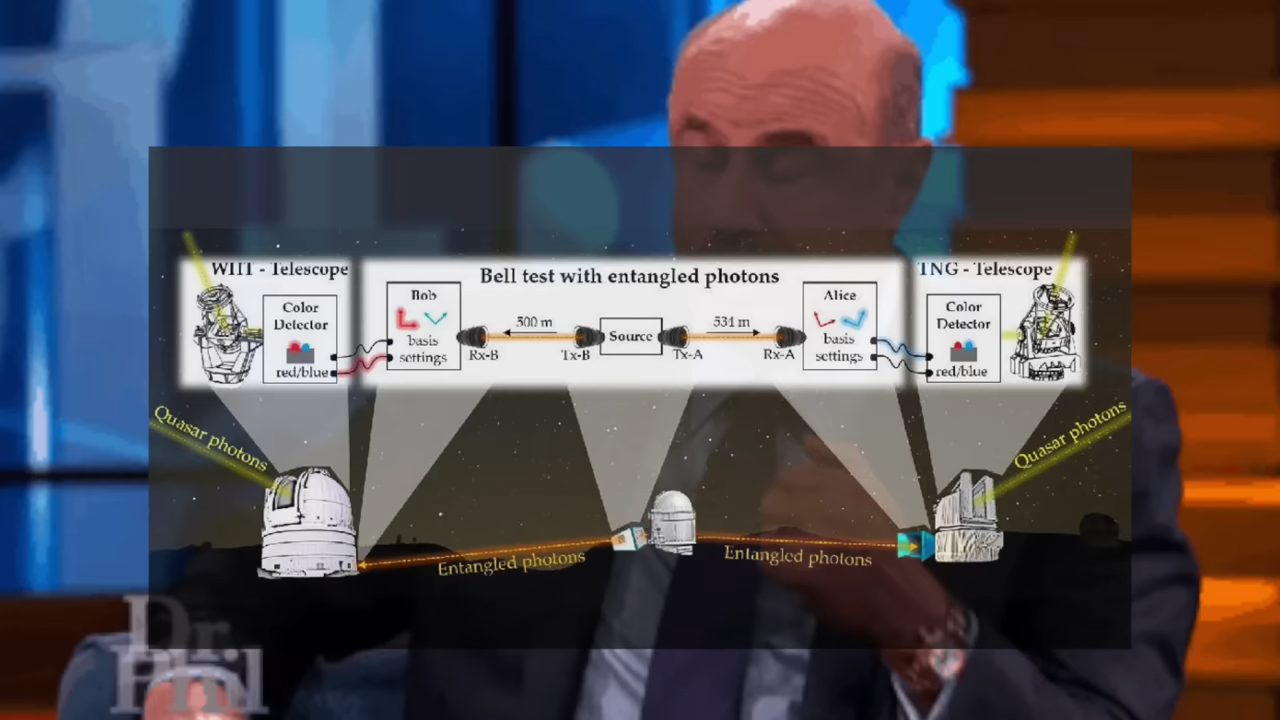 WHT - Telescope
Bell test with entangled photons
TNG - Telescope
Color
Detector
red/blue
Bob
basis
settings
500 m
Source
534 m
Alice
basis
settings
Color
Detector
red/blue
Rx-B
Tx-B
Tx-A
Rx-A
Quasar photons
Quasar photons
Entangled photons
Entangled photons
Dr.
Phil